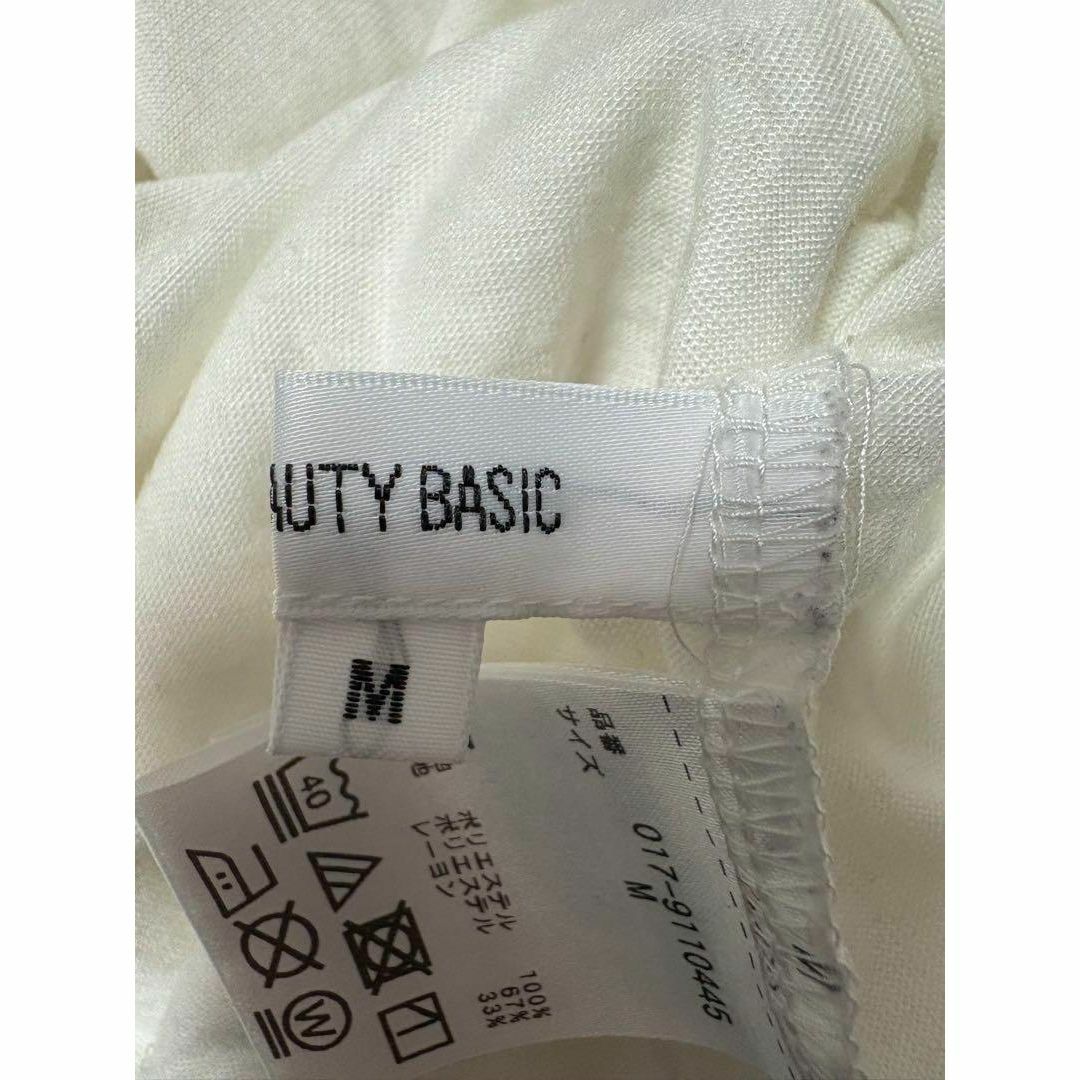 AUTY BASIC
M
品番 017-9110445
サイズ M
ポリエステル 100%
ポリエステル 67%
レーヨン 33%
40
W